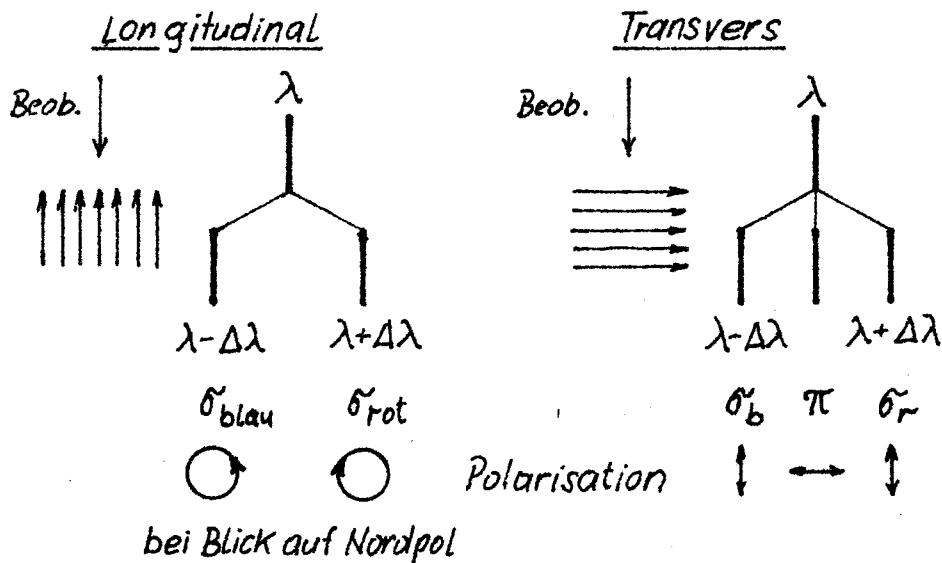 Longitudinal
Beob.
λ
λ-Δλ λ+Δλ
σblau σrot
bei Blick auf Nordpol
Transvers
Beob.
λ
λ-Δλ λ+Δλ
σb π σr
Polarisation